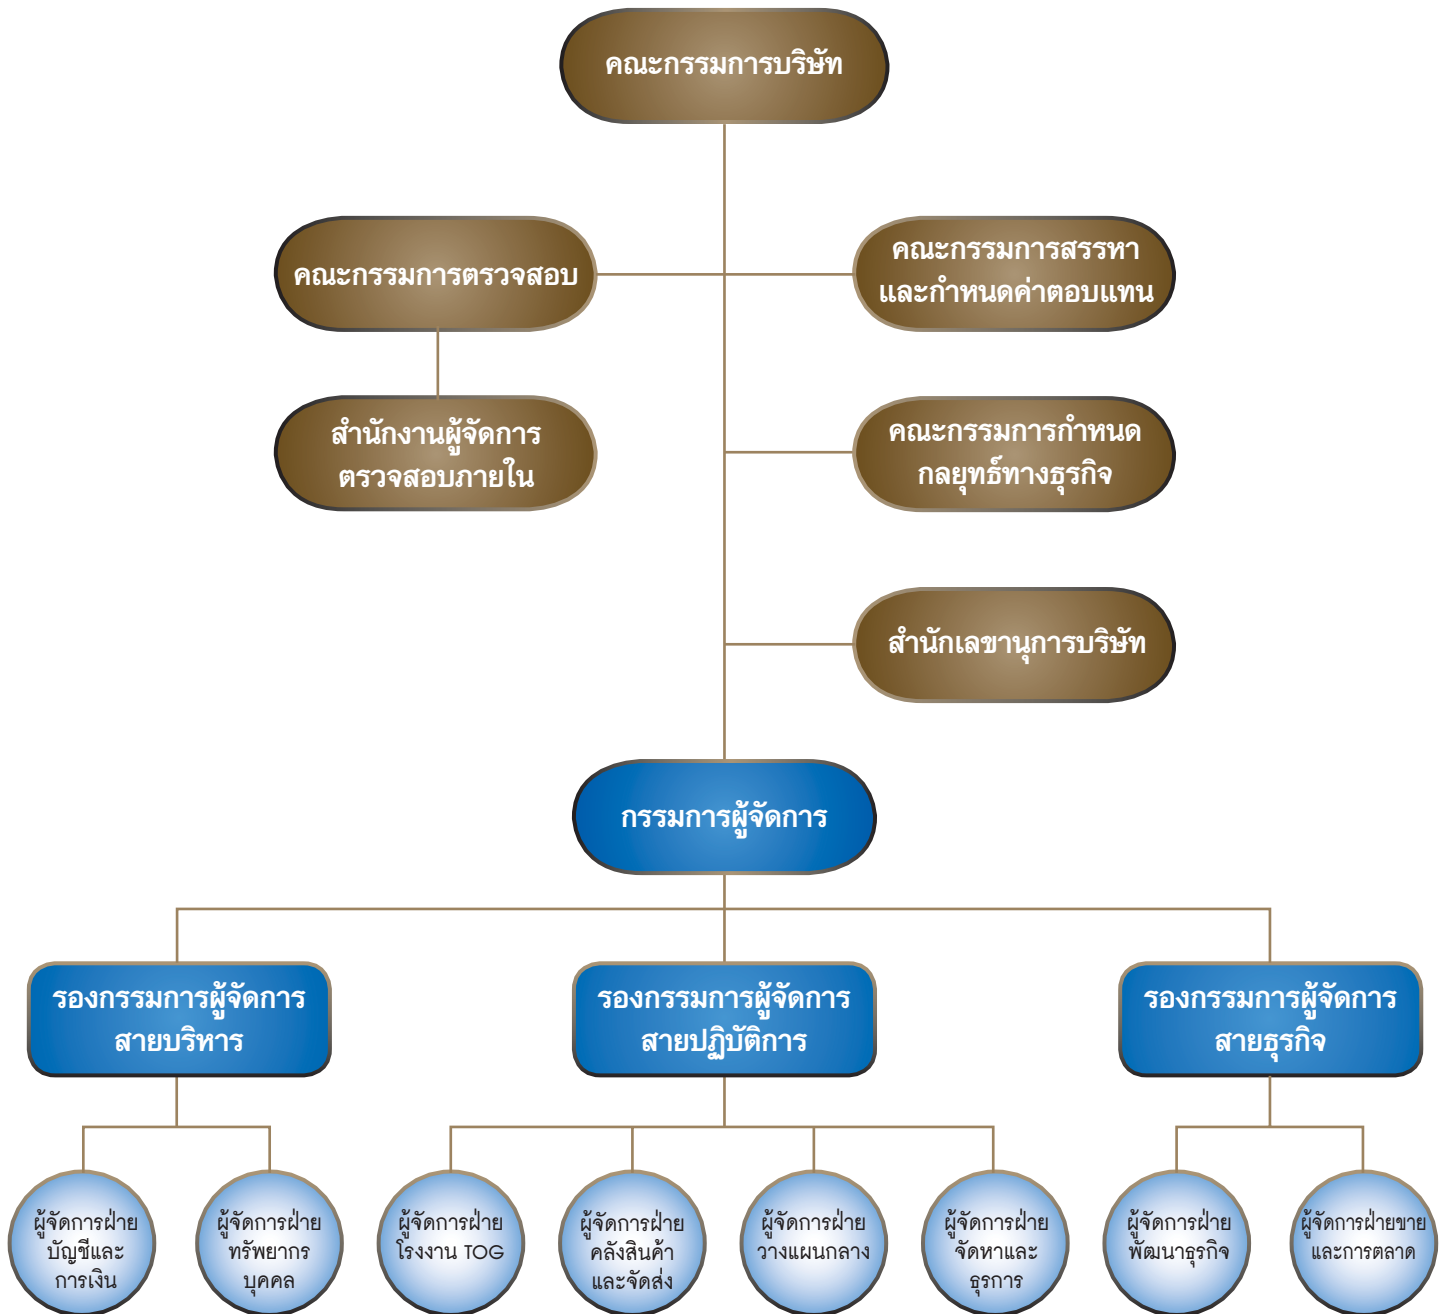 คณะกรรมการบริษัท
คณะกรรมการตรวจสอบ
คณะกรรมการสรรหา
และกำหนดค่าตอบแทน
สำนักงานผู้จัดการ
ตรวจสอบภายใน
คณะกรรมการกำหนด
กลยุทธ์ทางธุรกิจ
สำนักเลขานุการบริษัท
กรรมการผู้จัดการ
รองกรรมการผู้จัดการ
สายบริหาร
รองกรรมการผู้จัดการ
สายปฏิบัติการ
รองกรรมการผู้จัดการ
สายธุรกิจ
ผู้จัดการฝ่าย
บัญชีและ
การเงิน
ผู้จัดการฝ่าย
ทรัพยากร
บุคคล
ผู้จัดการฝ่าย
โรงงาน TOG
ผู้จัดการฝ่าย
คลังสินค้า
และจัดส่ง
ผู้จัดการฝ่าย
วางแผนกลาง
ผู้จัดการฝ่าย
จัดหาและ
ธุรการ
ผู้จัดการฝ่าย
พัฒนาธุรกิจ
ผู้จัดการฝ่ายขาย
และการตลาด